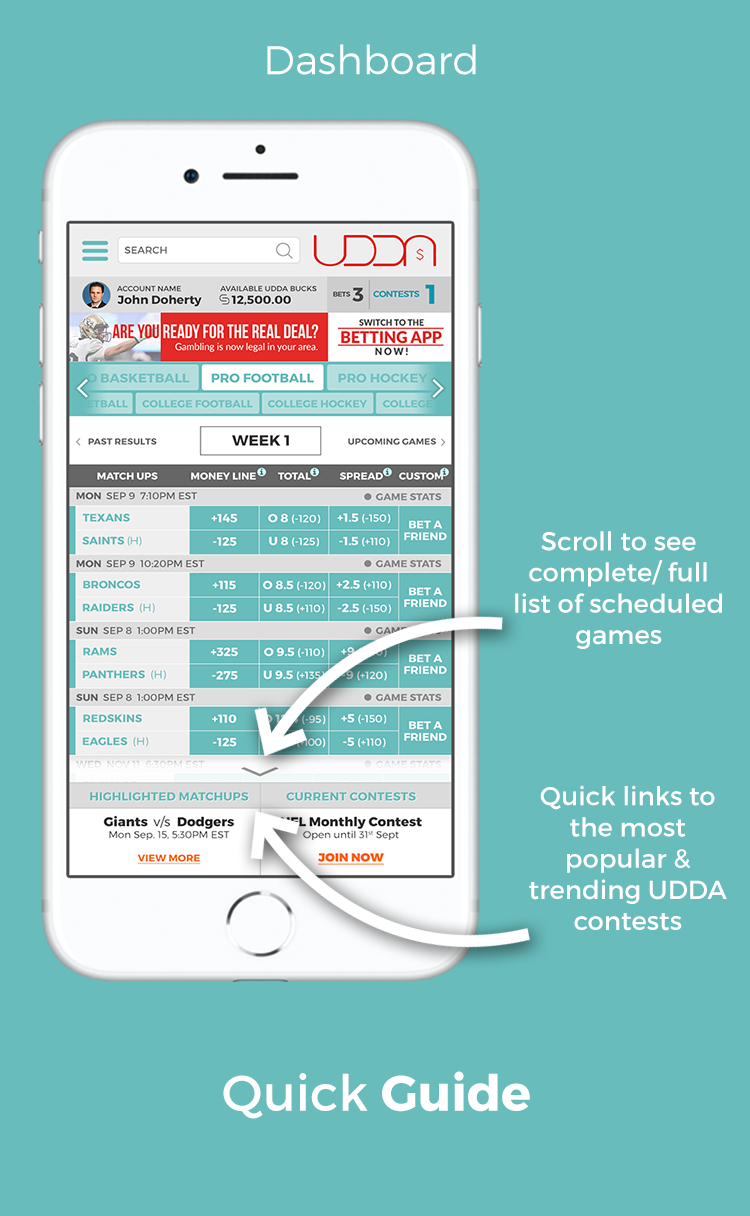 Dashboard
SEARCH
UDDA
$
ACCOUNT NAME
John Doherty
AVAILABLE UDDA BUCKS
12,500.00
BETS 3
CONTESTS 1
ARE YOU READY FOR THE REAL DEAL?
Gambling is now legal in your area.
SWITCH TO THE
BETTING APP
NOW!
BASKETBALL PRO FOOTBALL PRO HOCKEY
COLLEGE FOOTBALL COLLEGE HOCKEY COLLEGE
PAST RESULTS WEEK 1 UPCOMING GAMES
MATCH UPS MONEY LINE TOTAL SPREAD CUSTOM
MON SEP 9 7:10PM EST GAME STATS
TEXANS +145 O 8 (-120) +1.5 (-150)
SAINTS (H) -125 U 8 (-125) -1.5 (+110)
BET A
FRIEND
MON SEP 9 10:20PM EST GAME STATS
BRONCOS +115 O 8.5 (-120) +2.5 (+110)
RAIDERS (H) -125 U 8.5 (+110) -2.5 (-150)
BET A
FRIEND
SUN SEP 8 1:00PM EST
RAMS +325 O 9.5 (-110)
PANTHERS (H) -275 U 9.5 (+135) (+120)
BET A
FRIEND
SUN SEP 8 1:00PM EST GAME STATS
REDSKINS +110 (-95) +5 (-150)
EAGLES (H) -125 -5 (+110)
BET A
FRIEND
WED NOV 11 6:30PM EST GAME STATS
HIGHLIGHTED MATCHUPS
CURRENT CONTESTS
Giants v/s Dodgers
Mon Sep. 15, 5:30PM EST
VIEW MORE
Monthly Contest
Open until 31st Sept
JOIN NOW
Scroll to see
complete/ full
list of scheduled
games
Quick links to
the most
popular &
trending UDDA
contests
Quick Guide